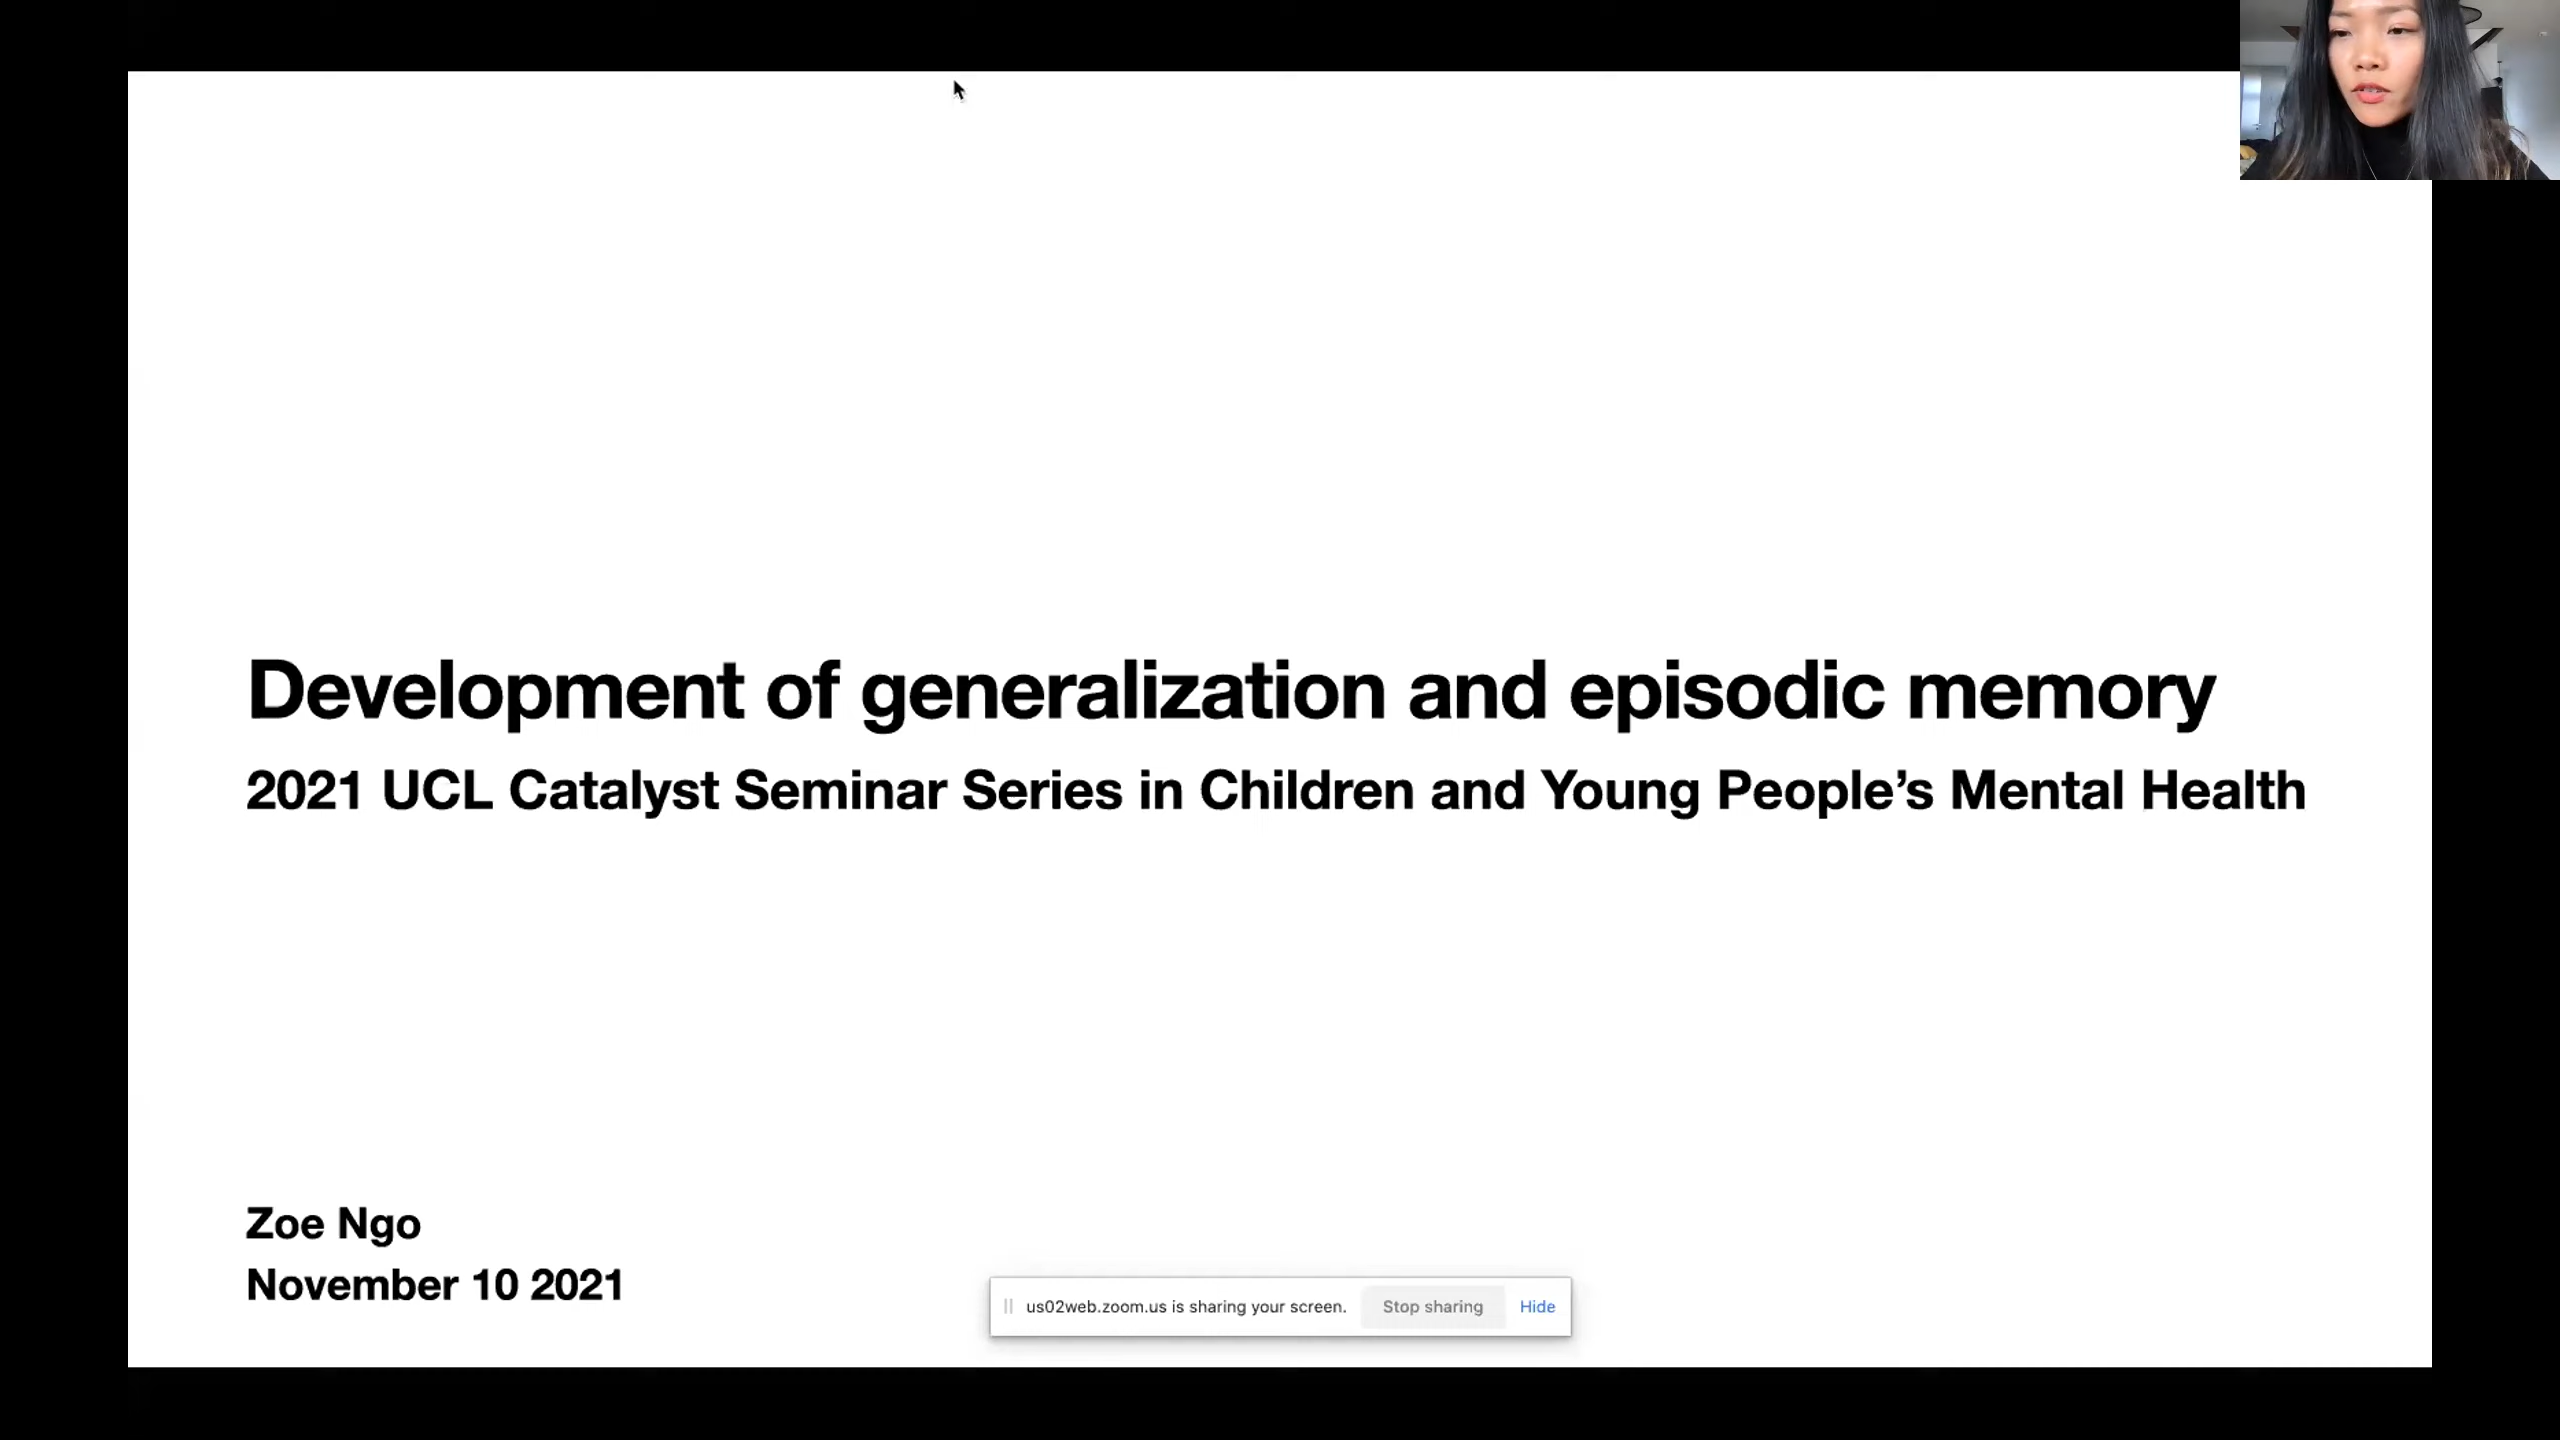 Development of generalization and episodic memory
2021 UCL Catalyst Seminar Series in Children and Young People’s Mental Health
Zoe Ngo
November 10 2021
us02web.zoom.us is sharing your screen. Stop sharing Hide